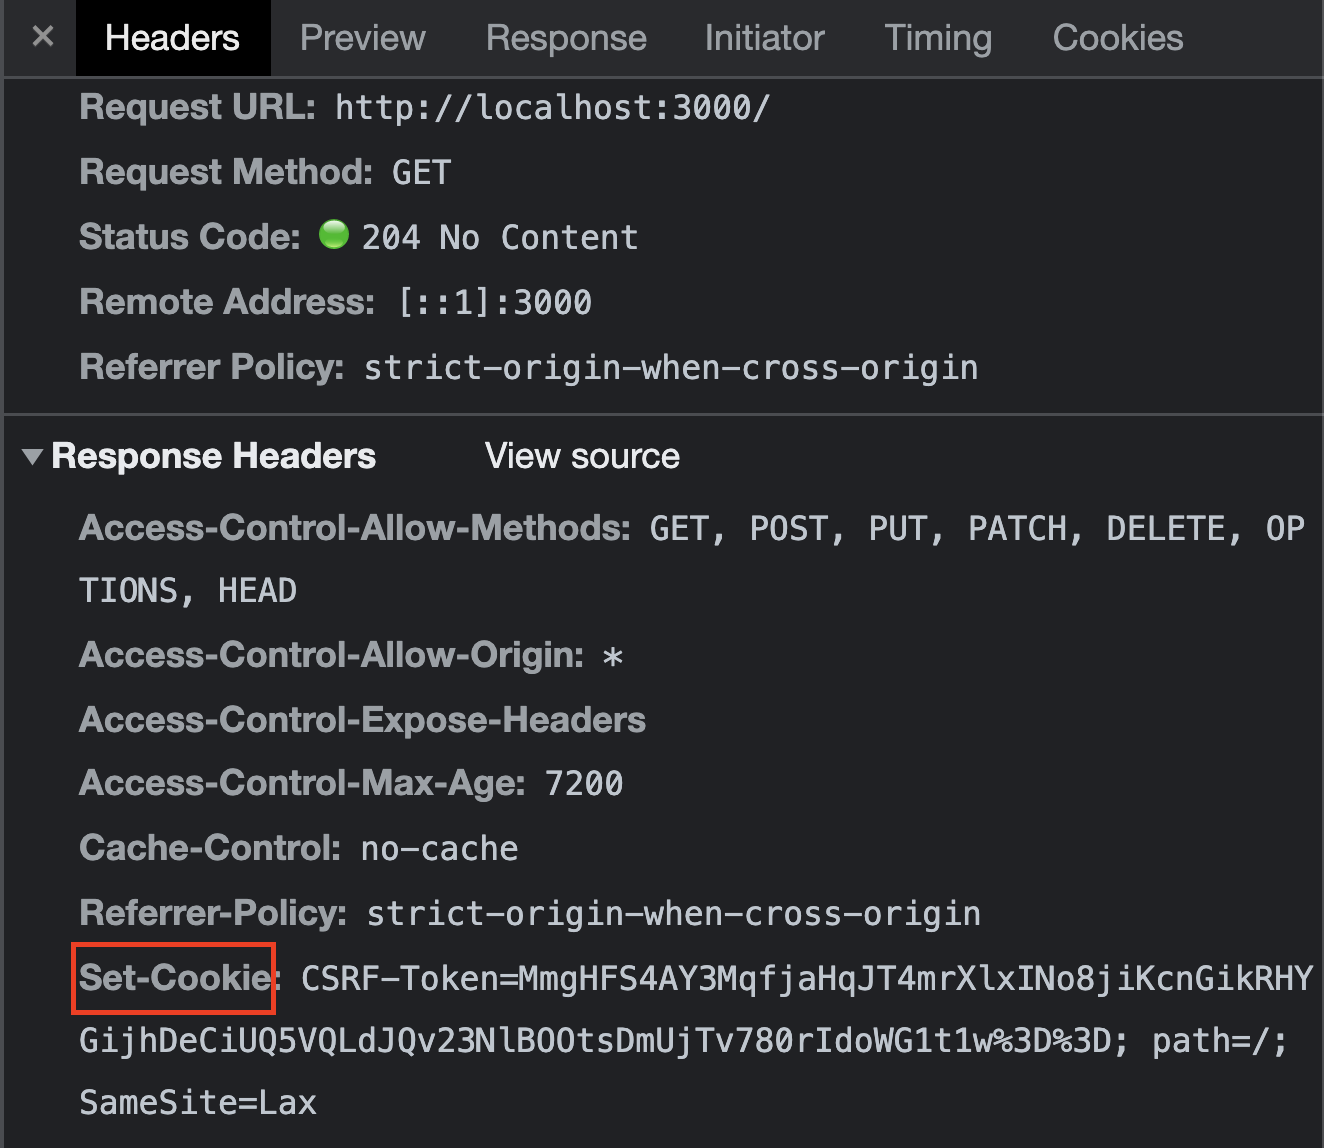 × Headers Preview Response Initiator Timing Cookies
Request URL: http://localhost:3000/
Request Method: GET
Status Code: 204 No Content
Remote Address: [::1]:3000
Referrer Policy: strict-origin-when-cross-origin
▼ Response Headers View source
Access-Control-Allow-Methods: GET, POST, PUT, PATCH, DELETE, OP
TIONS, HEAD
Access-Control-Allow-Origin: *
Access-Control-Expose-Headers
Access-Control-Max-Age: 7200
Cache-Control: no-cache
Referrer-Policy: strict-origin-when-cross-origin
Set-Cookie: CSRF-Token=MmgHFS4AY3MqfjaHqJT4mrXlxINo8jiKcnGikRHY
GijhDeCiUQ5VQLdJQv23NlBOOtsDmUjTv780rIdoWG1t1w%3D%3D; path=/;
SameSite=Lax